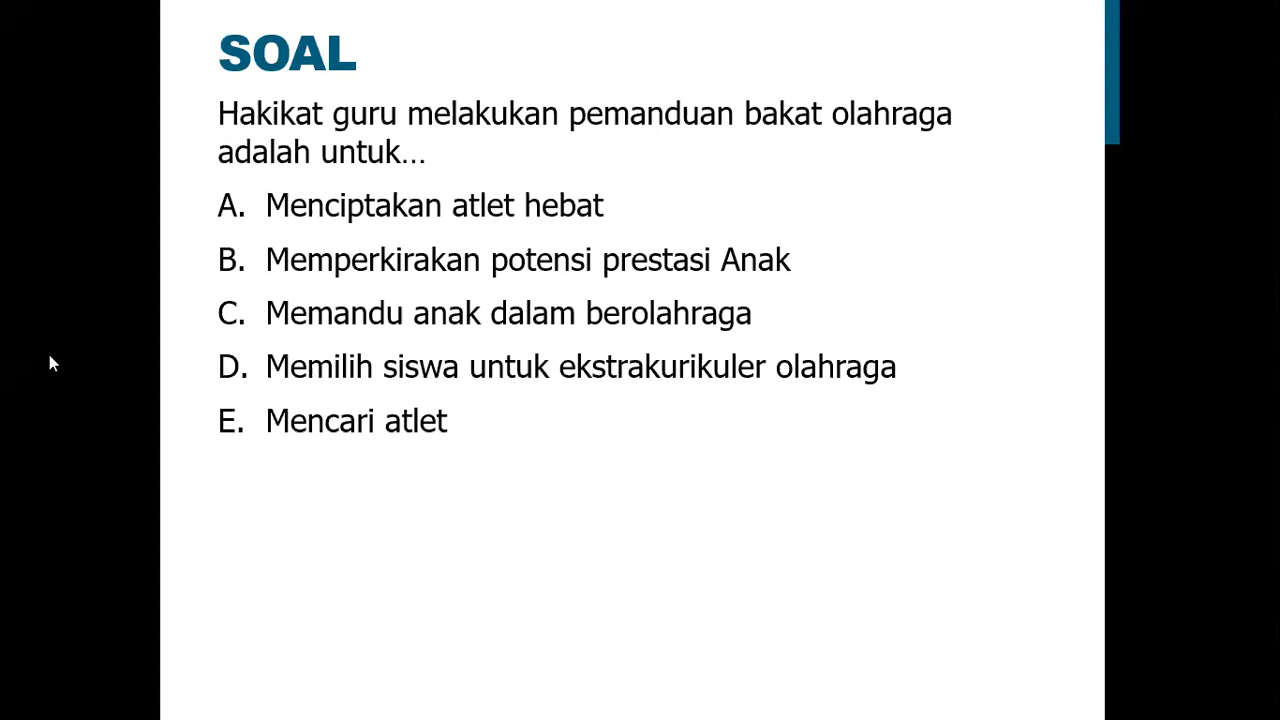 SOAL
Hakikat guru melakukan pemanduan bakat olahraga
adalah untuk...
A. Menciptakan atlet hebat
B. Memperkirakan potensi prestasi Anak
C. Memandu anak dalam berolahraga
D. Memilih siswa untuk ekstrakurikuler olahraga
E. Mencari atlet